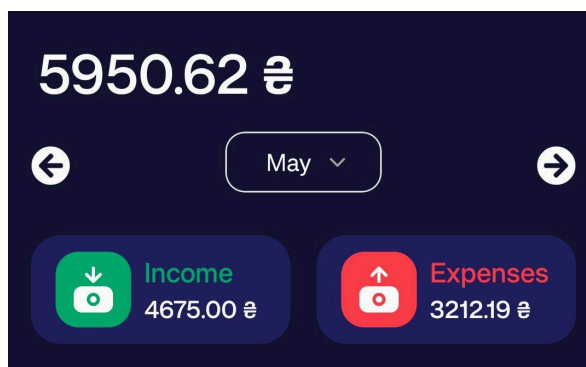 5950.62 ₴
May
Income
4675.00 ₴
Expenses
3212.19 ₴